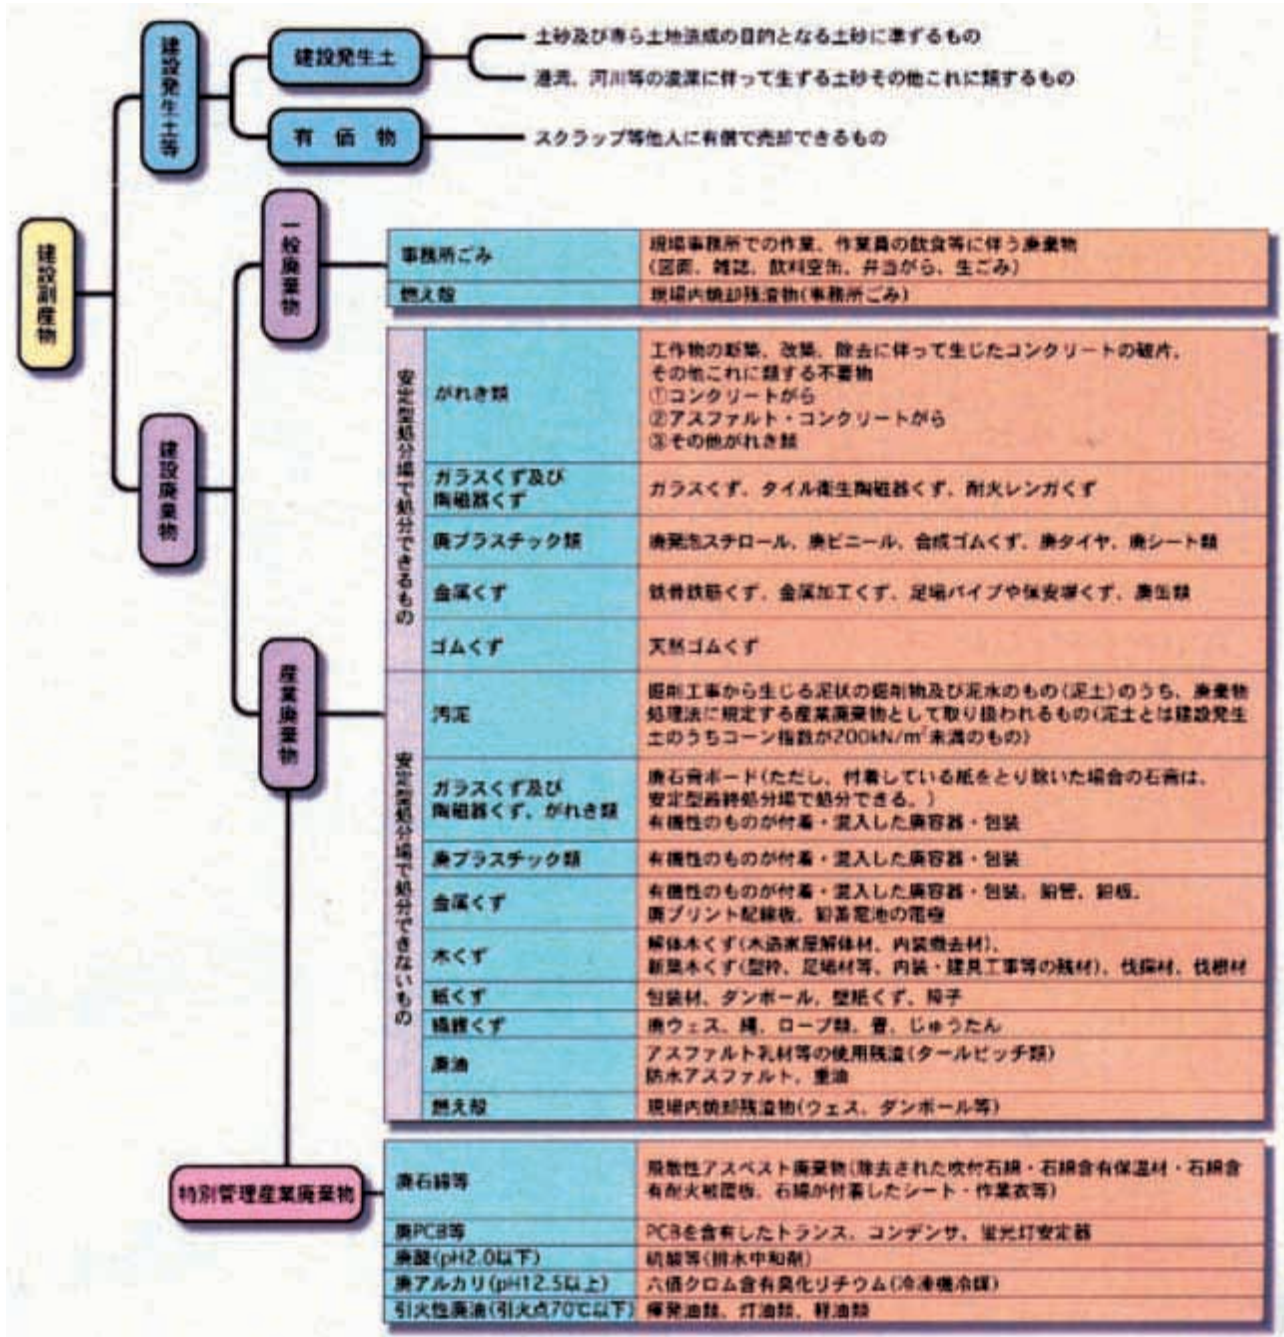 建設副産物
建設発生土等
建設発生土
土砂及び専ら土地造成の目的となる土砂に準ずるもの
港湾、河川等の浚渫に伴って生ずる土砂その他これに類するもの
有価物
スクラップ等他人に有償で売却できるもの
建設廃棄物
一般廃棄物
事務所ごみ
現場事務所での作業、作業員の飲食等に伴う廃棄物
(図面、雑誌、飲料空缶、弁当がら、生ごみ)
燃え殻
現場内焼却残渣物(事務所ごみ)
産業廃棄物
安定型処分場で処分できるもの
がれき類
工作物の新築、改築、除去に伴って生じたコンクリートの破片、
その他これに類する不要物
①コンクリートがら
②アスファルト・コンクリートがら
③その他がれき類
ガラスくず及び
陶磁器くず
ガラスくず、タイル衛生陶磁器くず、耐火レンガくず
廃プラスチック類
廃発泡スチロール、廃ビニール、合成ゴムくず、廃タイヤ、廃シート類
金属くず
鉄骨鉄筋くず、金属加工くず、足場パイプや保安塀くず、廃缶類
ゴムくず
天然ゴムくず
安定型処分場で処分できないもの
汚泥
掘削工事から生じる泥状の掘削物及び泥水のもの(泥土)のうち、廃棄物
処理法に規定する産業廃棄物として取り扱われるもの(泥土とは建設発生
土のうちコーン指数が200kN/m²未満のもの)
ガラスくず及び
陶磁器くず、がれき類
廃石膏ボード(ただし、付着している紙をとり除いた場合の石膏は、
安定型最終処分場で処分できる。)
有機性のものが付着・混入した廃容器・包装
廃プラスチック類
有機性のものが付着・混入した廃容器・包装
金属くず
有機性のものが付着・混入した廃容器・包装、鉛管、鉛板、
廃プリント配線板、鉛蓄電池の電極
木くず
解体木くず(木造家屋解体材、内装撤去材)、
新築木くず(型枠、足場材等、内装・建具工事等の残材)、伐採材、伐根材
紙くず
包装材、ダンボール、壁紙くず、障子
繊維くず
廃ウェス、縄、ロープ類、畳、じゅうたん
廃油
アスファルト乳材等の使用残渣(タールピッチ類)
防水アスファルト、重油
燃え殻
現場内焼却残渣物(ウェス、ダンボール等)
特別管理産業廃棄物
廃石綿等
飛散性アスベスト廃棄物(除去された吹付石綿・石綿含有保温材・石綿含
有耐火被覆板、石綿が付着したシート・作業衣等)
廃PCB等
PCBを含有したトランス、コンデンサ、蛍光灯安定器
廃酸(pH2.0以下)
硫酸等(排水中和剤)
廃アルカリ(pH12.5以上)
六価クロム含有臭化リチウム(冷凍機冷媒)
引火性廃油(引火点70℃以下)
揮発油類、灯油類、軽油類